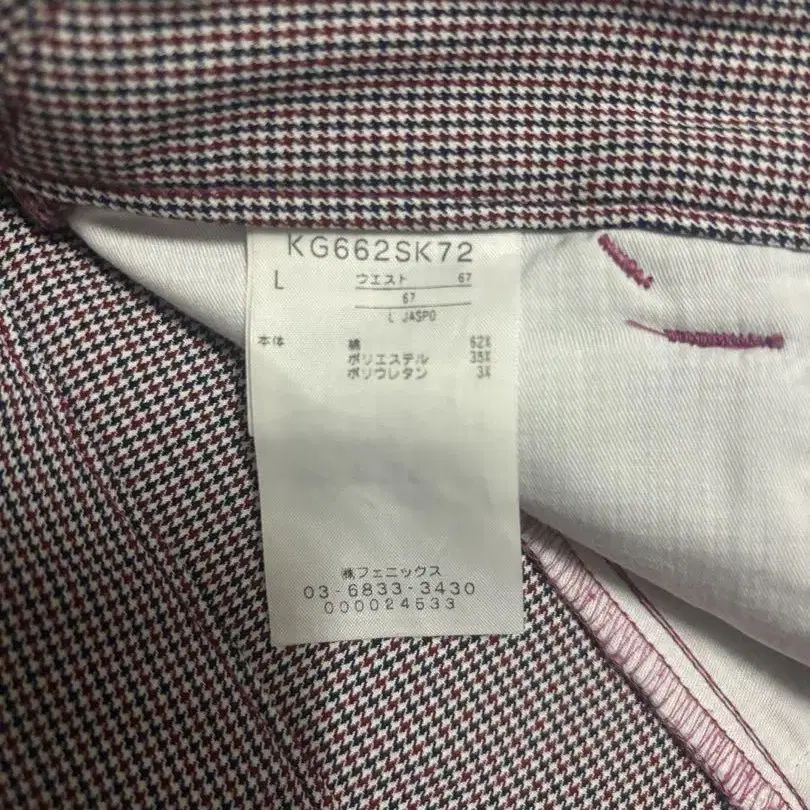 KG662SK72
L ウエスト 67
67
L JASPO
本体 綿 62%
ポリエステル 35%
ポリウレタン 3%
㈱フェニックス
03-6833-3430
000024533